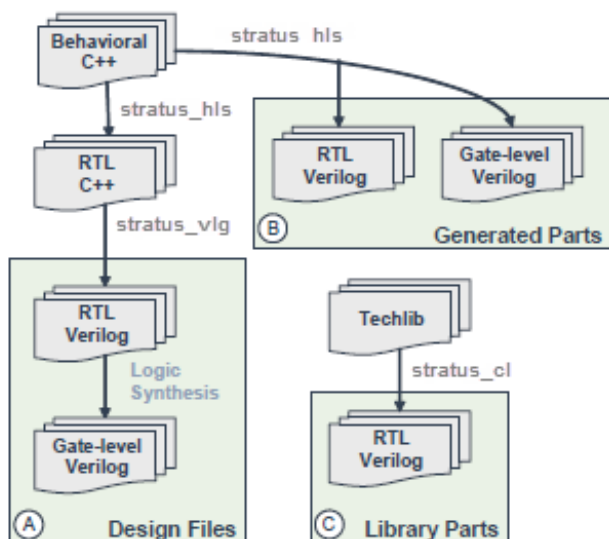 Behavioral
C++
stratus_hls
stratus_hls
RTL
C++
RTL
Verilog
Gate-level
Verilog
B
Generated Parts
stratus_vlg
RTL
Verilog
Logic
Synthesis
Gate-level
Verilog
A
Design Files
Techlib
stratus_cl
RTL
Verilog
C
Library Parts